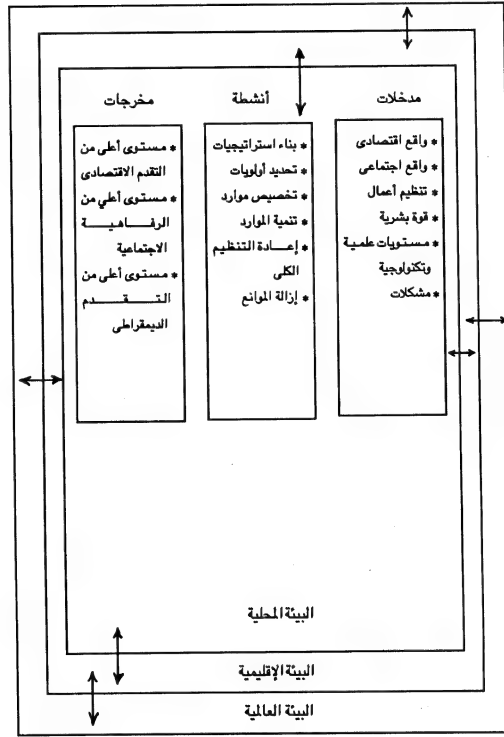 مدخلات
* واقع اقتصادى
* واقع اجتماعى
* تنظيم أعمال
* قوة بشرية
* مستويات علمية
وتكنولوجية
* مشكلات
أنشطة
* بناء استراتيجيات
* تحديد أولويات
* تخصيص موارد
* تنمية الموارد
* إعادة التنظيم
الكلى
* إزالة الموانع
مخرجات
* مستوى أعلى من
التقدم الاقتصادى
* مستوى أعلي من
الرفاهية
الاجتماعية
* مستوى أعلى من
التقدم
الديمقراطى
البيئة المحلية
البيئة الإقليمية
البيئة العالمية